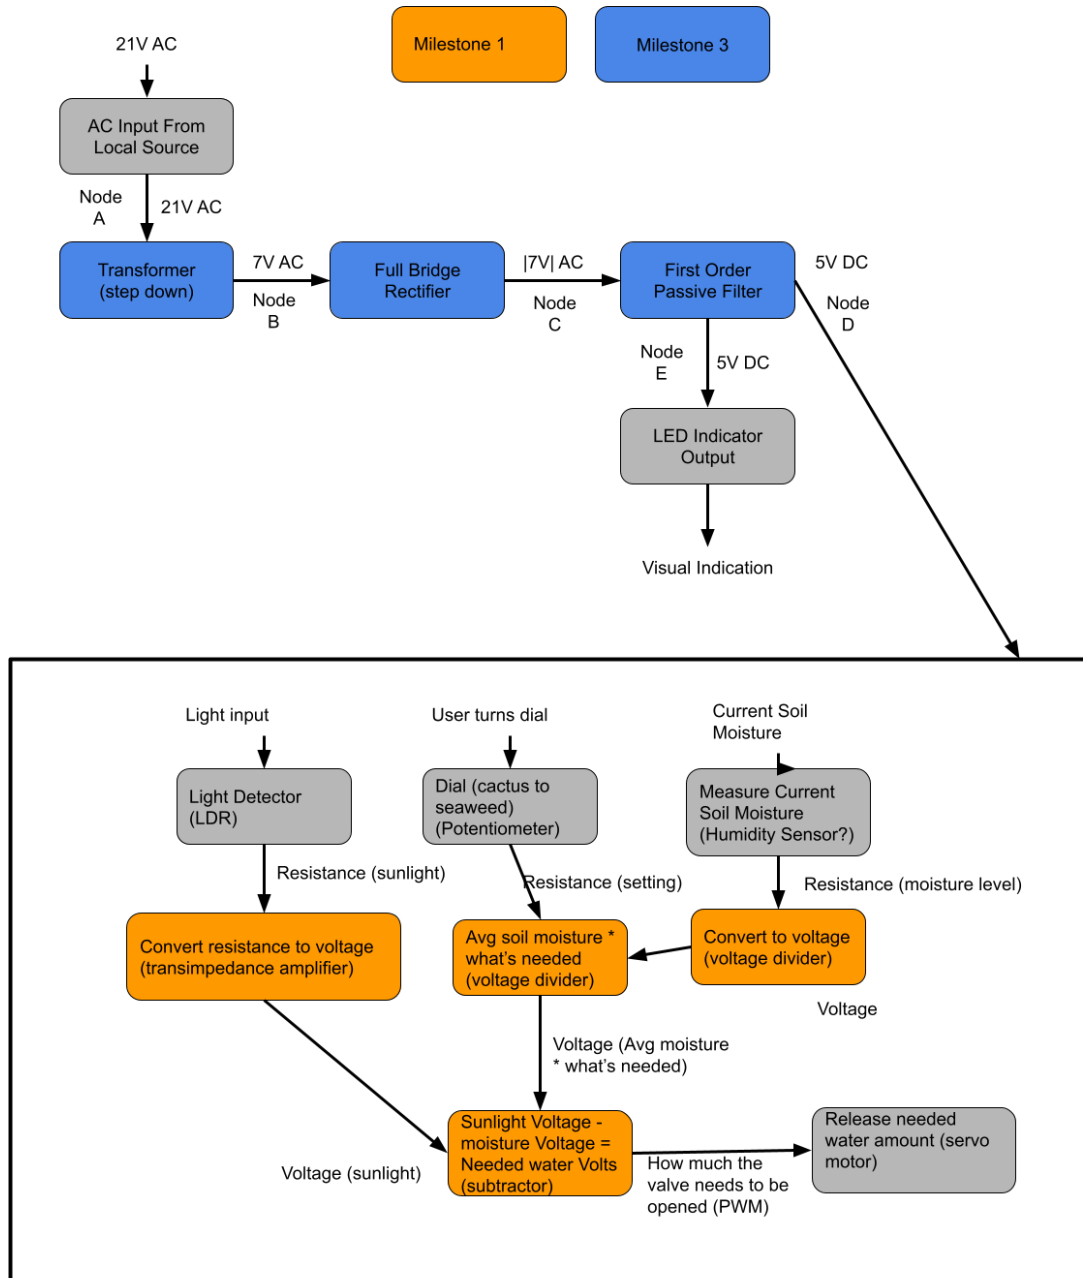 Milestone 1
Milestone 3
21V AC
AC Input From
Local Source
Node
A
21V AC
Transformer
(step down)
7V AC
Node
B
Full Bridge
Rectifier
|7V| AC
Node
C
First Order
Passive Filter
5V DC
Node
D
Node
E
5V DC
LED Indicator
Output
Visual Indication
Light input
User turns dial
Current Soil
Moisture
Light Detector
(LDR)
Dial (cactus to
seaweed)
(Potentiometer)
Measure Current
Soil Moisture
(Humidity Sensor?)
Resistance (sunlight)
Resistance (setting)
Resistance (moisture level)
Convert resistance to voltage
(transimpedance amplifier)
Avg soil moisture *
what's needed
(voltage divider)
Convert to voltage
(voltage divider)
Voltage
Voltage (Avg moisture
* what's needed)
Voltage (sunlight)
Sunlight Voltage -
moisture Voltage =
Needed water Volts
(subtractor)
How much the
valve needs to be
opened (PWM)
Release needed
water amount (servo
motor)